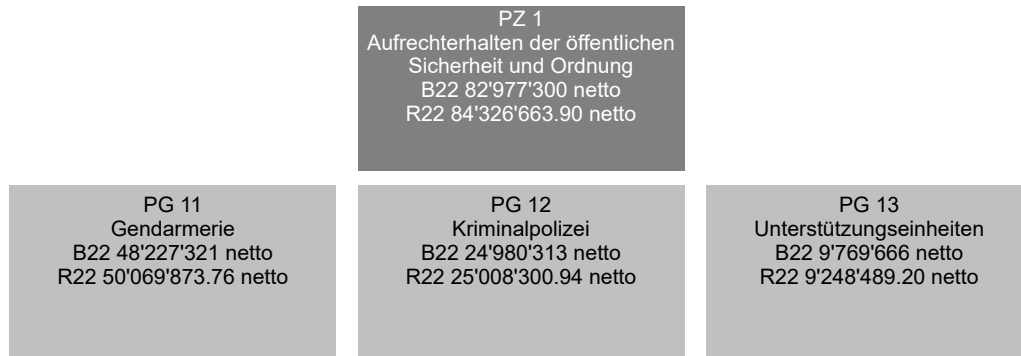 PZ 1
Aufrechterhalten der öffentlichen
Sicherheit und Ordnung
B22 82'977'300 netto
R22 84'326'663.90 netto
PG 11
Gendarmerie
B22 48'227'321 netto
R22 50'069'873.76 netto
PG 12
Kriminalpolizei
B22 24'980'313 netto
R22 25'008'300.94 netto
PG 13
Unterstützungseinheiten
B22 9'769'666 netto
R22 9'248'489.20 netto